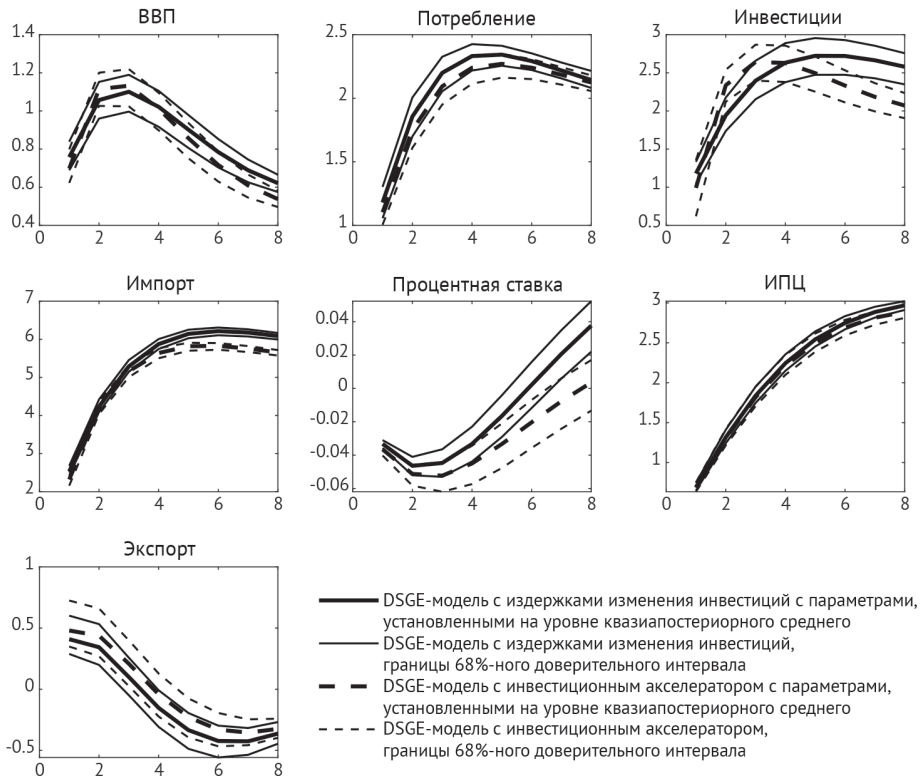 ВВП
1.4
1.2
1
0.8
0.6
0.4
0 2 4 6 8
Потребление
2.5
2
1.5
1
0 2 4 6 8
Инвестиции
3
2.5
2
1.5
1
0.5
0 2 4 6 8
Импорт
7
6
5
4
3
2
0 2 4 6 8
Процентная ставка
0.04
0.02
0
-0.02
-0.04
-0.06
0 2 4 6 8
ИПЦ
3
2.5
2
1.5
1
0 2 4 6 8
Экспорт
1
0.5
0
-0.5
0 2 4 6 8
DSGE-модель с издержками изменения инвестиций с параметрами,
установленными на уровне квазиапостериорного среднего
DSGE-модель с издержками изменения инвестиций,
границы 68%-ного доверительного интервала
DSGE-модель с инвестиционным акселератором с параметрами,
установленными на уровне квазиапостериорного среднего
DSGE-модель с инвестиционным акселератором,
границы 68%-ного доверительного интервала